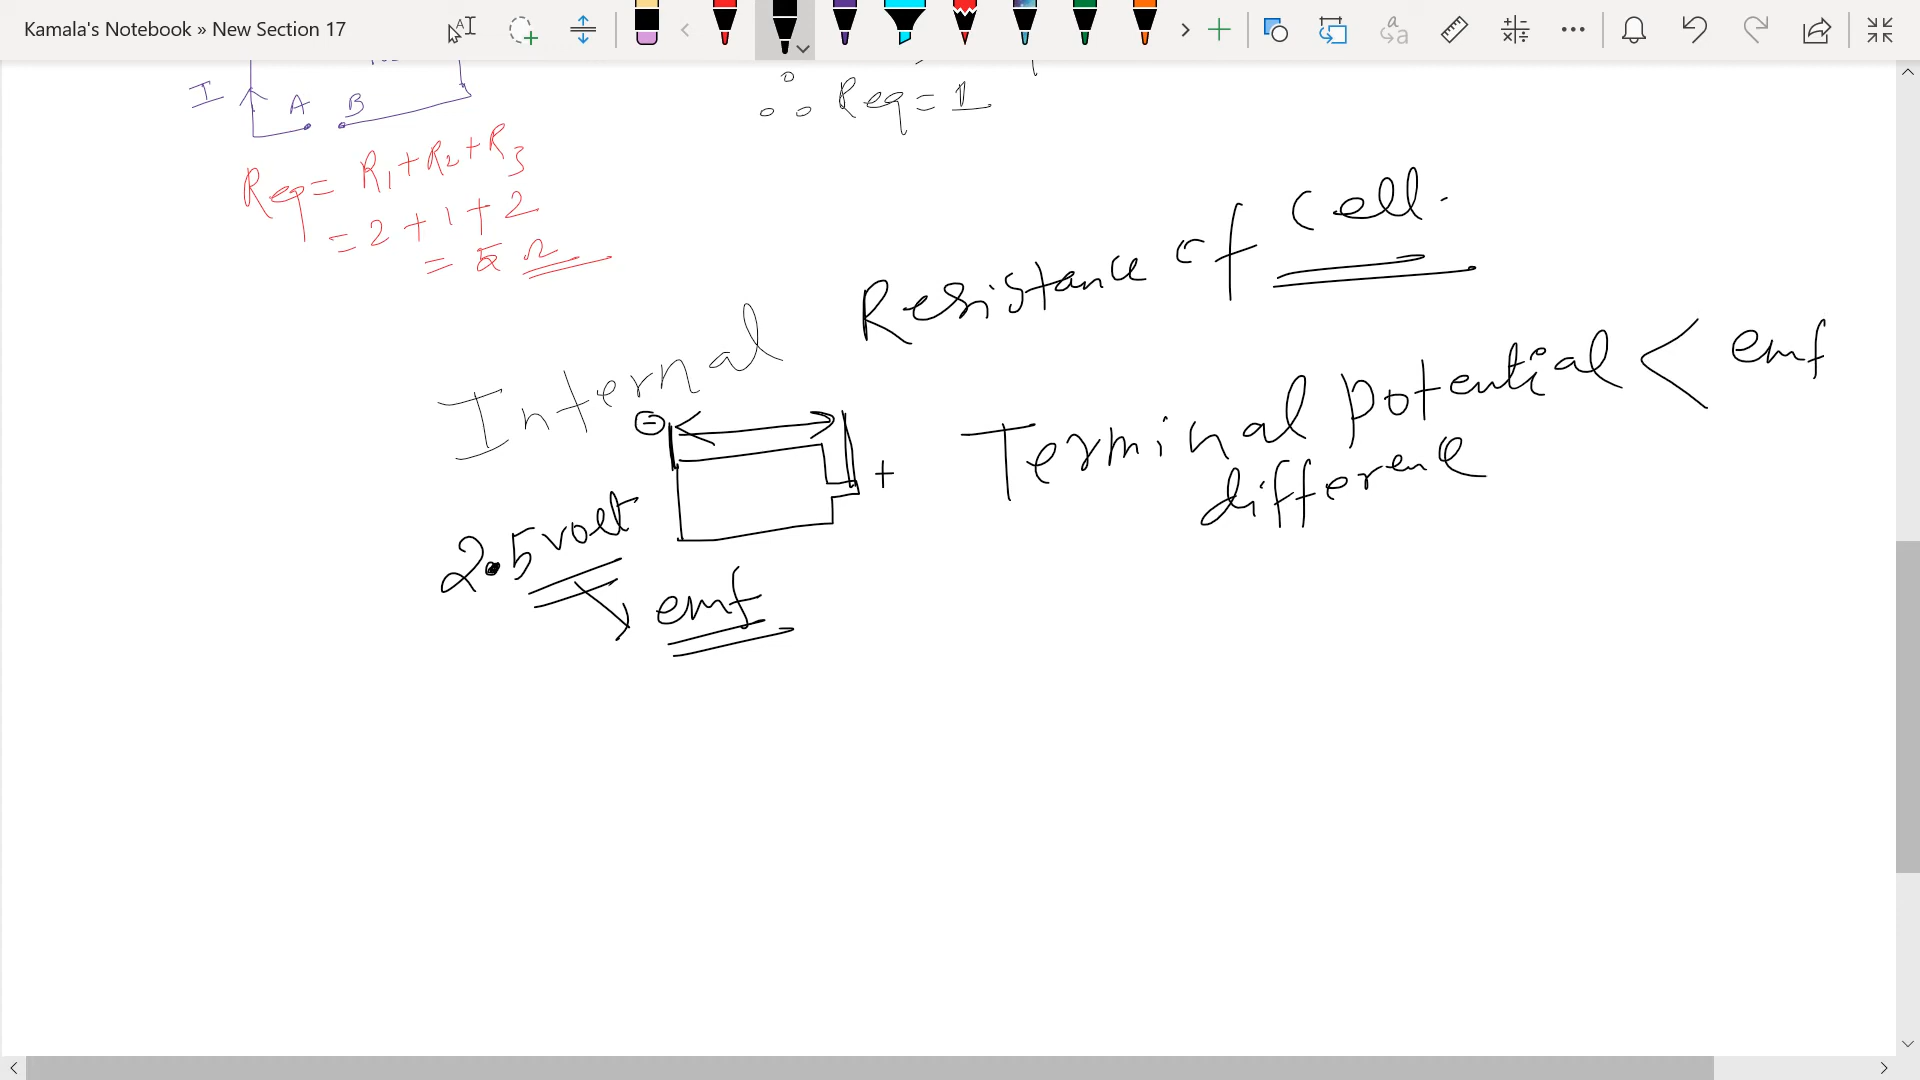 Kamala's Notebook » New Section 17
I
A B
Req = R1 + R2 + R3
= 2 + 1 + 2
= 5 Ω
∴ Req = 1
Internal Resistance of Cell.
⊖ +
2.5 volt
emf
Terminal Potential < emf
difference